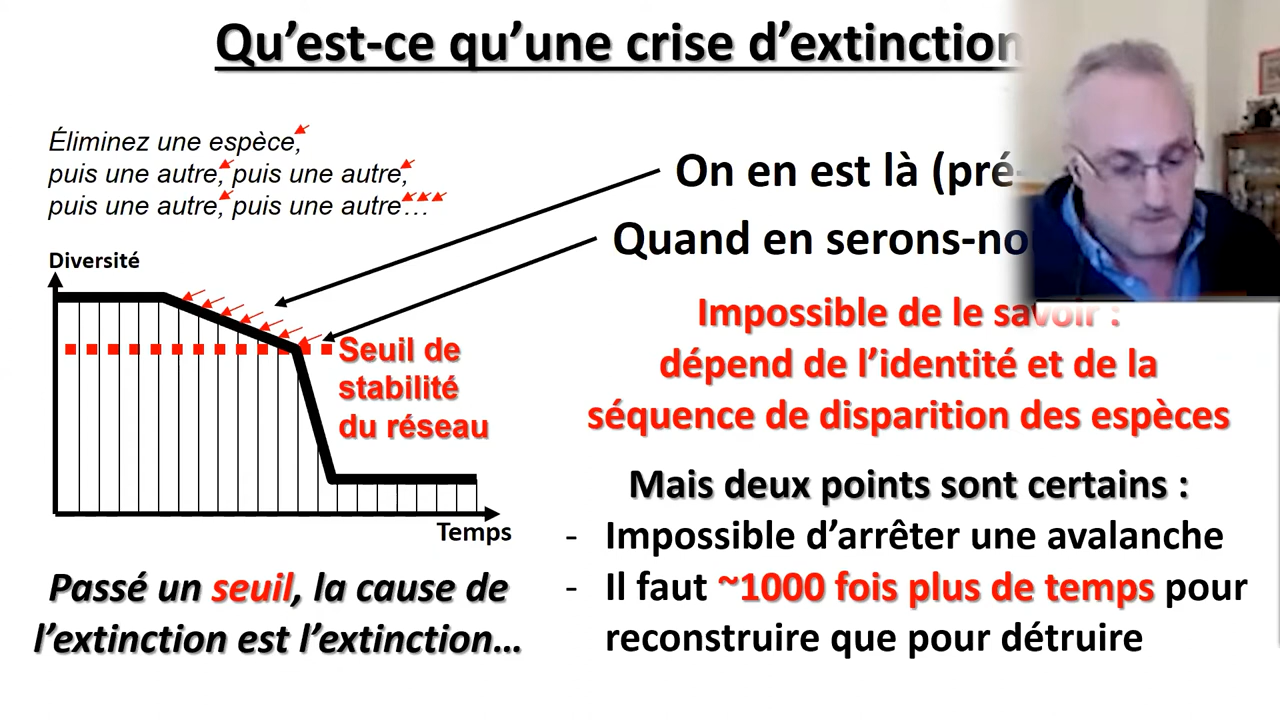 Qu’est-ce qu’une crise d’extinction
Éliminez une espèce,
puis une autre, puis une autre,
puis une autre, puis une autre…
On en est là (pré-
Quand en serons-nou
Diversité
Impossible de le savoir :
dépend de l’identité et de la
séquence de disparition des espèces
Seuil de
stabilité
du réseau
Mais deux points sont certains :
- Impossible d’arrêter une avalanche
- Il faut ~1000 fois plus de temps pour
reconstruire que pour détruire
Temps
Passé un seuil, la cause de
l’extinction est l’extinction…